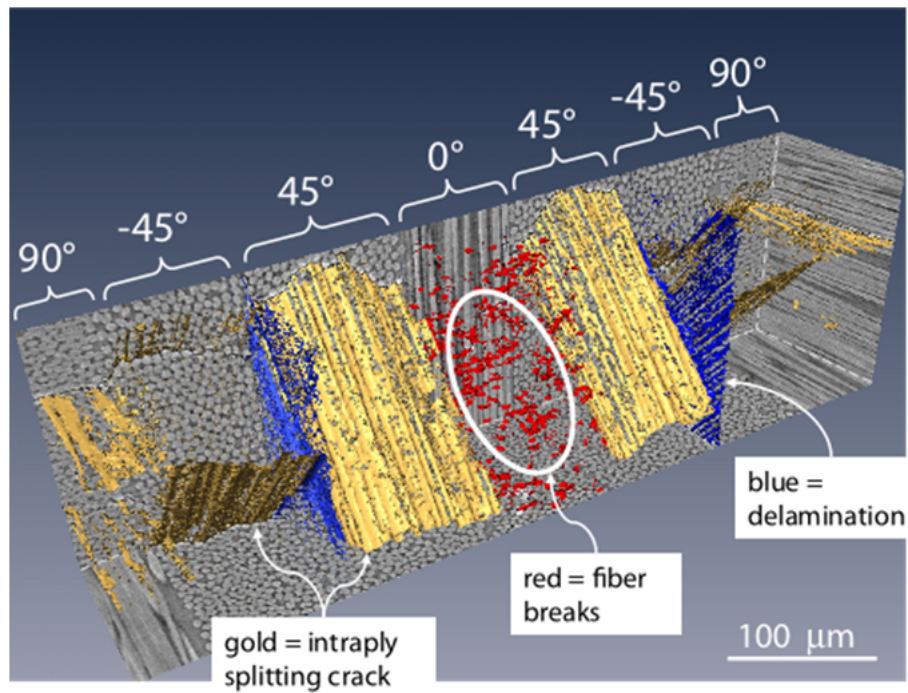 90°
-45°
45°
0°
45°
-45°
90°
blue =
delamination
red = fiber
breaks
gold = intraply
splitting crack
100 μm